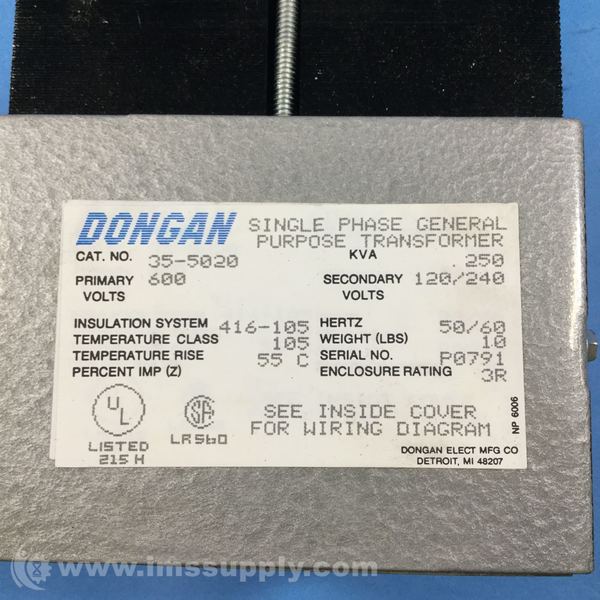 DONGAN
SINGLE PHASE GENERAL
PURPOSE TRANSFORMER
CAT. NO. 35-5020
KVA .250
PRIMARY VOLTS 600
SECONDARY VOLTS 120/240
INSULATION SYSTEM 416-105
TEMPERATURE CLASS 105
TEMPERATURE RISE 55 C
PERCENT IMP (Z)
HERTZ 50/60
WEIGHT (LBS) 10
SERIAL NO. P0791
ENCLOSURE RATING 3R
UL
LISTED
215 H
SA
LR560
SEE INSIDE COVER
FOR WIRING DIAGRAM
NP 6006
DONGAN ELECT MFG CO
DETROIT, MI 48207
www.imssupply.com